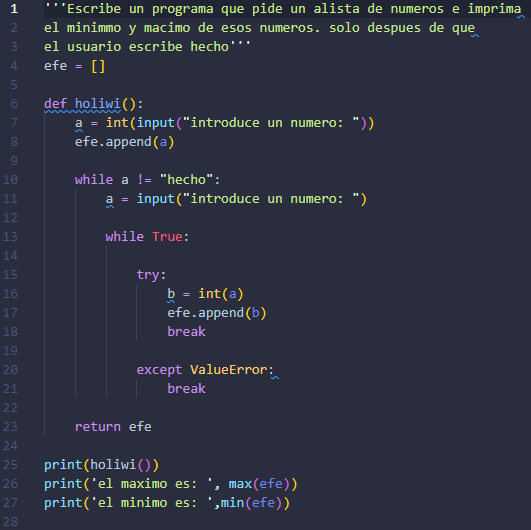 1 '''Escribe un programa que pide un alista de numeros e imprima
2 el minimmo y macimo de esos numeros. solo despues de que
3 el usuario escribe hecho'''
4 efe = []
5
6 def holiwi():
7 a = int(input("introduce un numero: "))
8 efe.append(a)
9
10 while a != "hecho":
11 a = input("introduce un numero: ")
12
13 while True:
14
15 try:
16 b = int(a)
17 efe.append(b)
18 break
19
20 except ValueError:
21 break
22
23 return efe
24
25 print(holiwi())
26 print('el maximo es: ', max(efe))
27 print('el minimo es: ',min(efe))
28